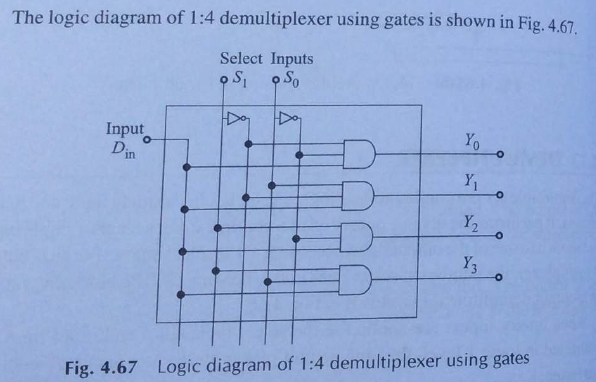 The logic diagram of 1:4 demultiplexer using gates is shown in Fig. 4.67.
Select Inputs
S₁ S₀
Input
Dᵢₙ
Y₀
Y₁
Y₂
Y₃
Fig. 4.67 Logic diagram of 1:4 demultiplexer using gates